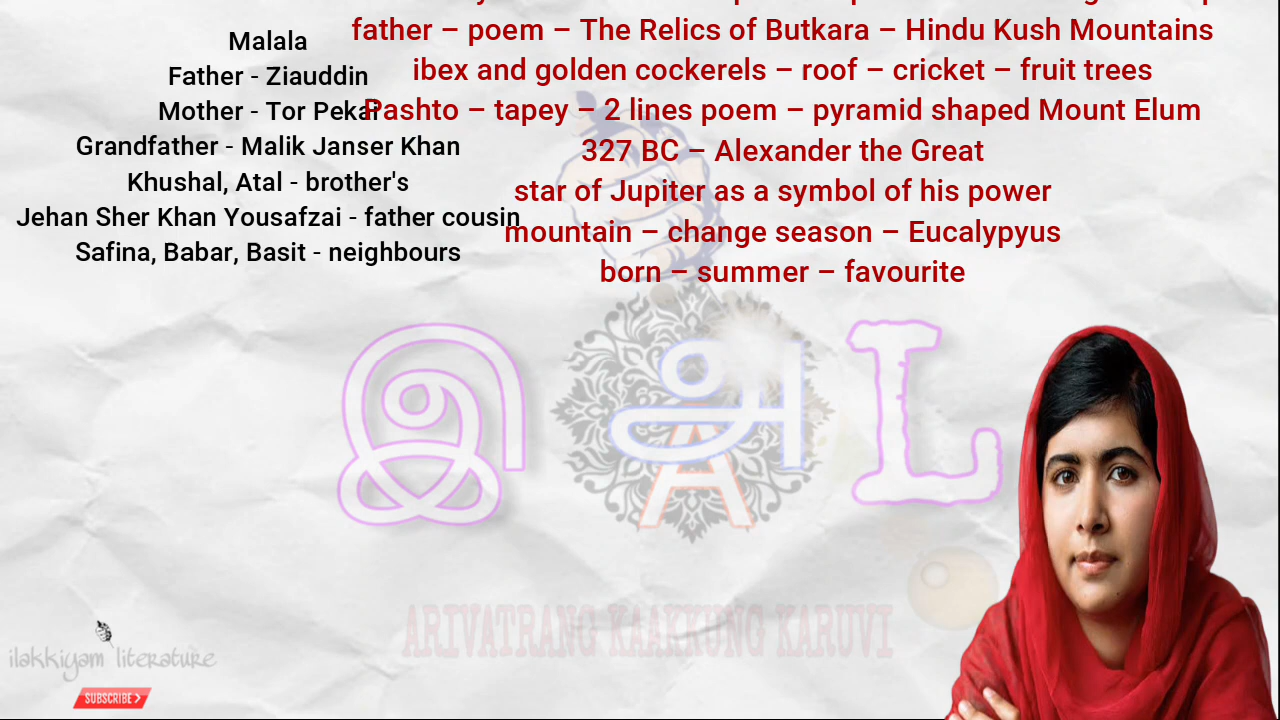 Malala
Father - Ziauddin
Mother - Tor Pekai
Grandfather - Malik Janser Khan
Khushal, Atal - brother's
Jehan Sher Khan Yousafzai - father cousin
Safina, Babar, Basit - neighbours
father – poem – The Relics of Butkara – Hindu Kush Mountains
ibex and golden cockerels – roof – cricket – fruit trees
Pashto – tapey – 2 lines poem – pyramid shaped Mount Elum
327 BC – Alexander the Great
star of Jupiter as a symbol of his power
mountain – change season – Eucalypyus
born – summer – favourite
இ அ L
A
ARIVATRANG KAAKKUNG KARUVI
ilakkiyam literature
SUBSCRIBE >